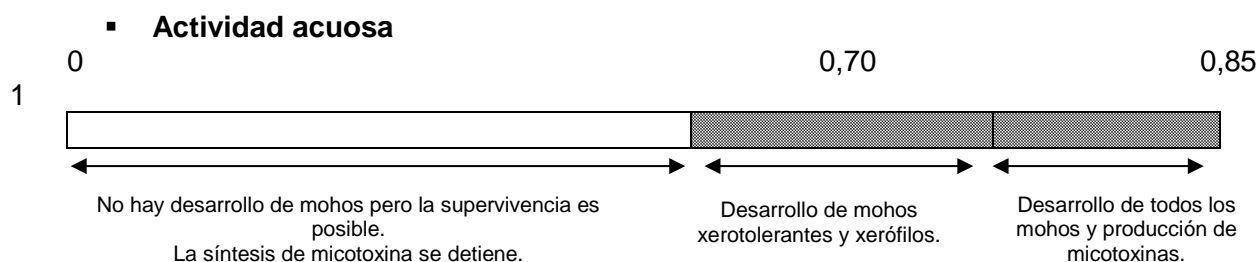 ▪ Actividad acuosa
0 0,70 0,85
1
No hay desarrollo de mohos pero la supervivencia es
posible.
La síntesis de micotoxina se detiene.
Desarrollo de mohos
xerotolerantes y xerófilos.
Desarrollo de todos los
mohos y producción de
micotoxinas.